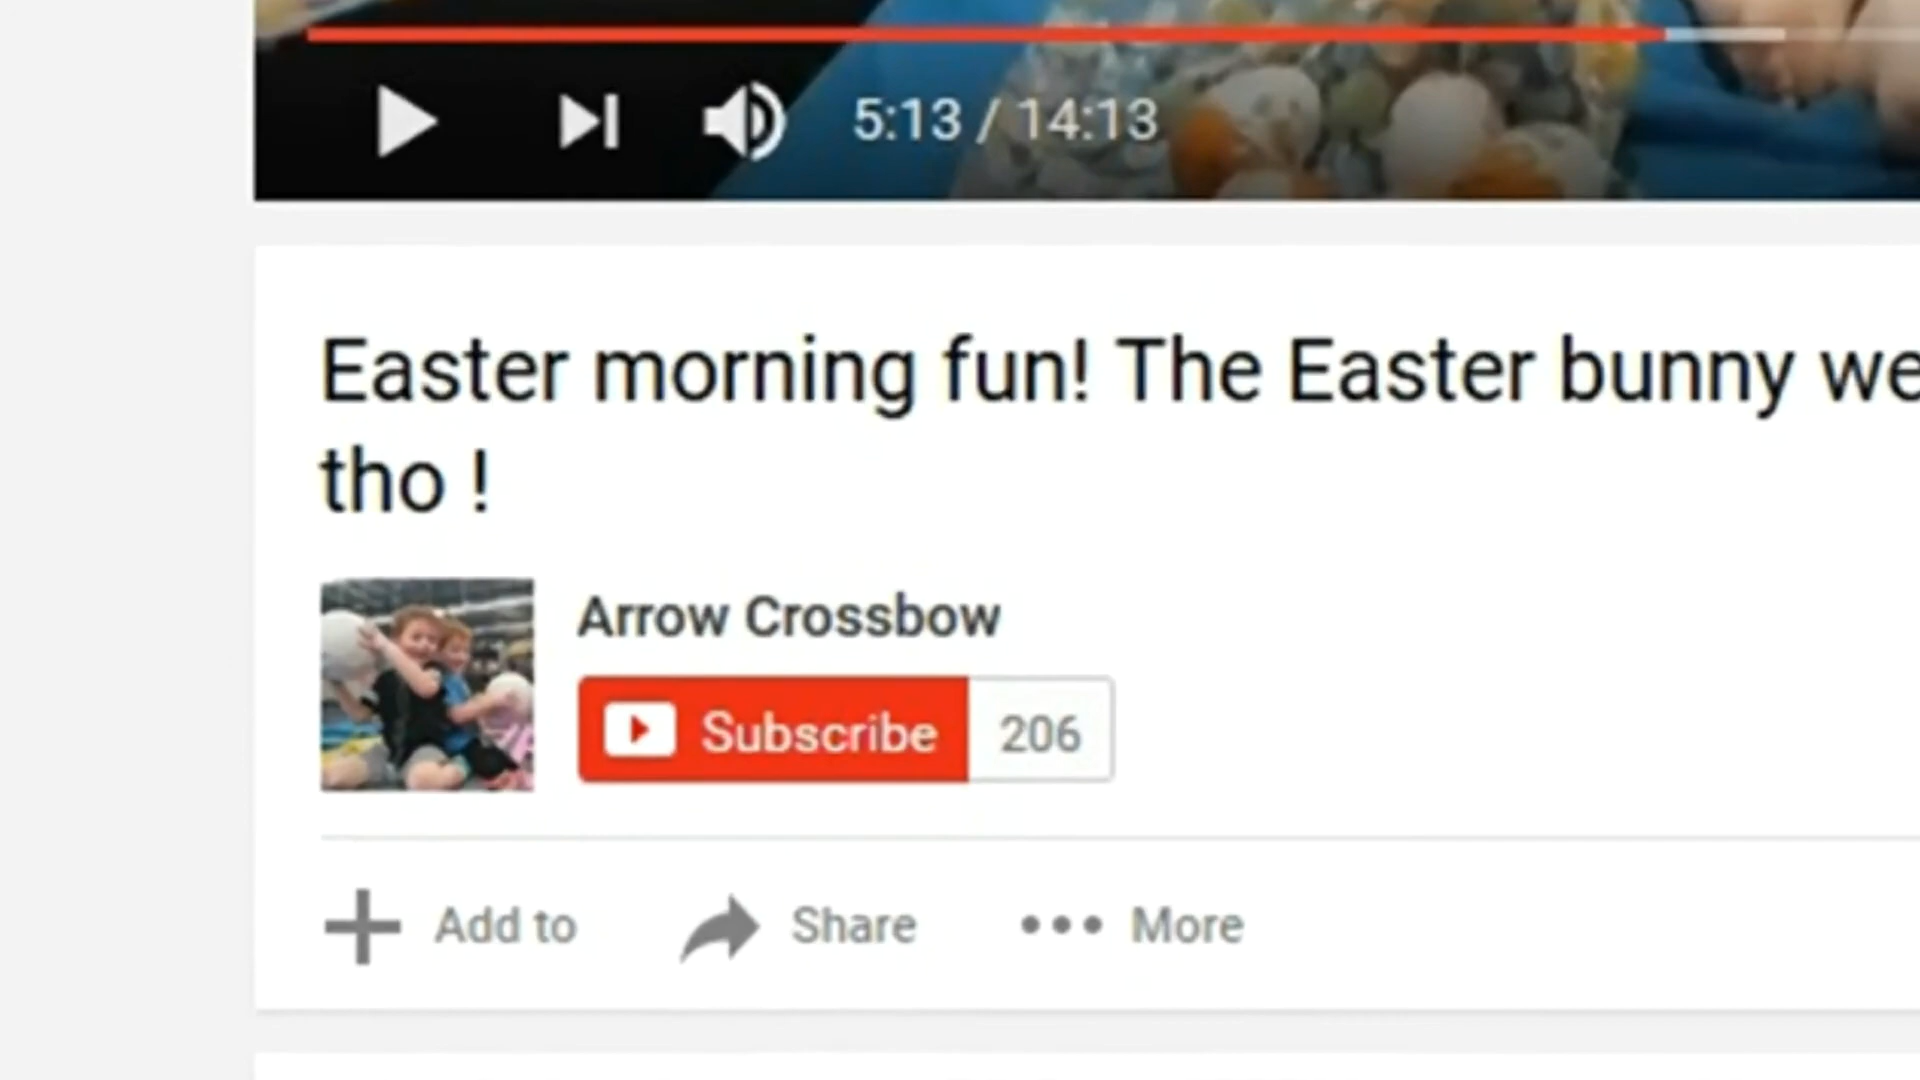 5:13 / 14:13
Easter morning fun! The Easter bunny we
tho !
Arrow Crossbow
Subscribe 206
Add to Share More